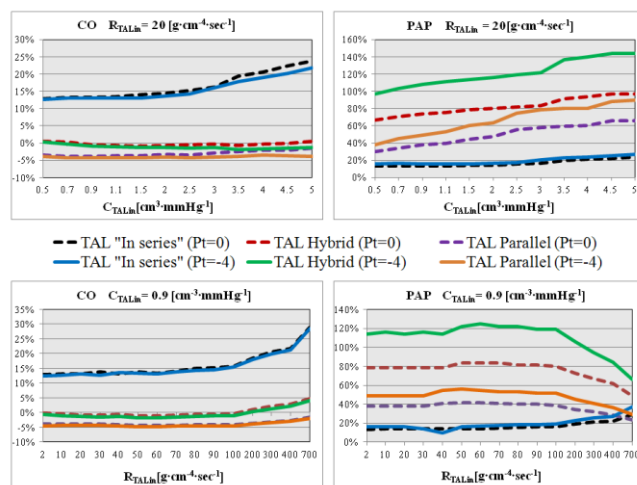 CO R_TALin= 20 [g·cm-4·sec-1]
30%
25%
20%
15%
10%
5%
0%
-5%
-10%
0.5 0.7 0.9 1.1 1.5 2 2.5 3 3.5 4 4.5 5
C_TALin[cm3·mmHg-1]
PAP R_TALin = 20[g·cm-4·sec-1]
160%
140%
120%
100%
80%
60%
40%
20%
0%
0.5 0.7 0.9 1.1 1.5 2 2.5 3 3.5 4 4.5 5
C_TALin[cm3·mmHg-1]
TAL "In series" (Pt=0) TAL Hybrid (Pt=0) TAL Parallel (Pt=0)
TAL "In series" (Pt=-4) TAL Hybrid (Pt=-4) TAL Parallel (Pt=-4)
CO C_TALin= 0.9 [cm-3·mmHg-1]
35%
30%
25%
20%
15%
10%
5%
0%
-5%
-10%
2 10 20 30 40 50 60 70 80 90 100 200 300 400 700
R_TALin[g·cm-4·sec-1]
PAP C_TALin= 0.9[cm-3·mmHg-1]
140%
120%
100%
80%
60%
40%
20%
0%
2 10 20 30 40 50 60 70 80 90 100 200 300 400 700
R_TALin[g·cm-4·sec-1]